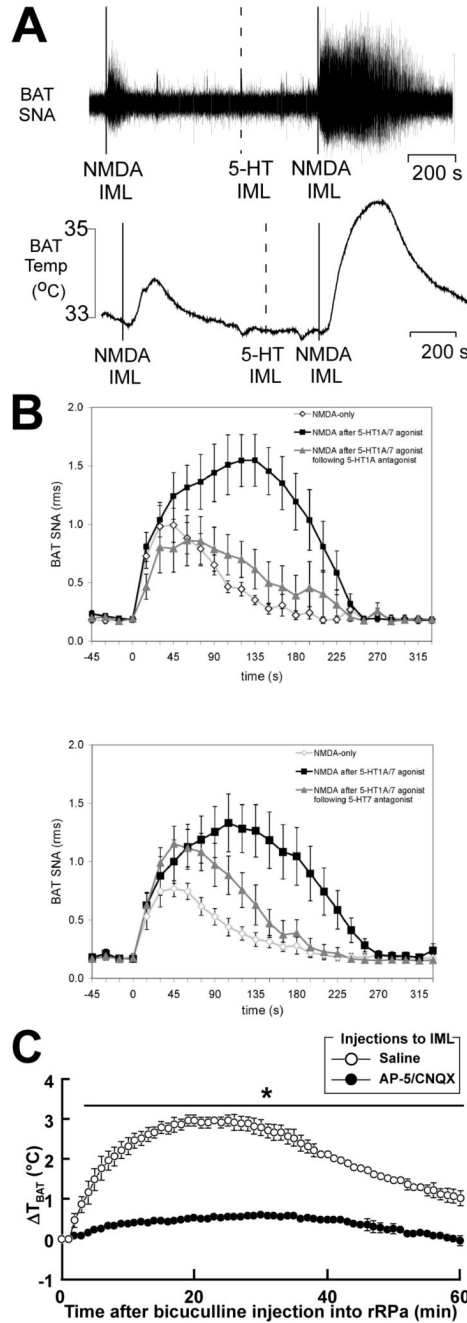 A
BAT
SNA
NMDA
IML
5-HT
IML
NMDA
IML
200 s
35
BAT
Temp
(°C)
33
NMDA
IML
5-HT
IML
NMDA
IML
200 s
B
2.0
1.5
1.0
0.5
0.0
BAT SNA (rms)
NMDA-only
NMDA after 5-HT1A/7 agonist
NMDA after 5-HT1A/7 agonist
following 5-HT1A antagonist
-45 0 45 90 135 180 225 270 315
time (s)
2.0
1.5
1.0
0.5
0.0
BAT SNA (rms)
NMDA-only
NMDA after 5-HT1A/7 agonist
NMDA after 5-HT1A/7 agonist
following 5-HT7 antagonist
-45 0 45 90 135 180 225 270 315
time (s)
C
Injections to IML
Saline
AP-5/CNQX
*
4
3
2
1
0
-1
ΔTBAT (°C)
0 20 40 60
Time after bicuculline injection into rRPa (min)